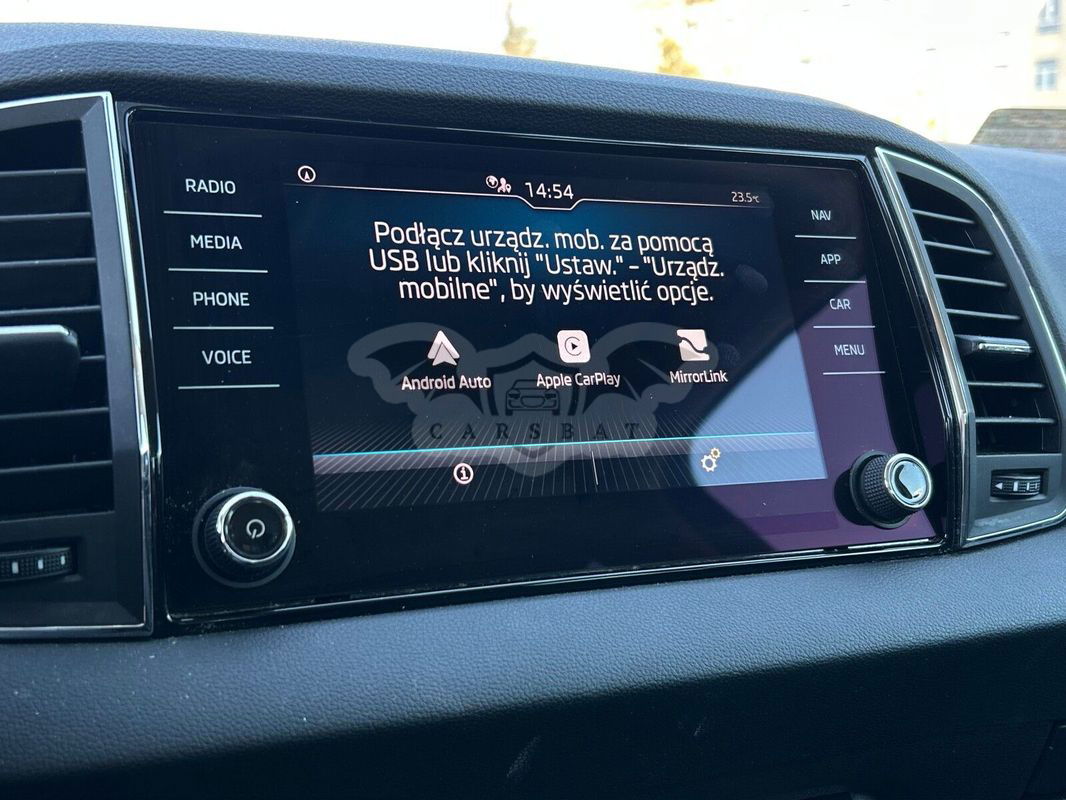 RADIO
MEDIA
PHONE
VOICE
14:54
23.5°C
Podłącz urządz. mob. za pomocą
USB lub kliknij "Ustaw." – "Urządz.
mobilne", by wyświetlić opcje.
Android Auto
Apple CarPlay
MirrorLink
CARSBAT
NAV
APP
CAR
MENU